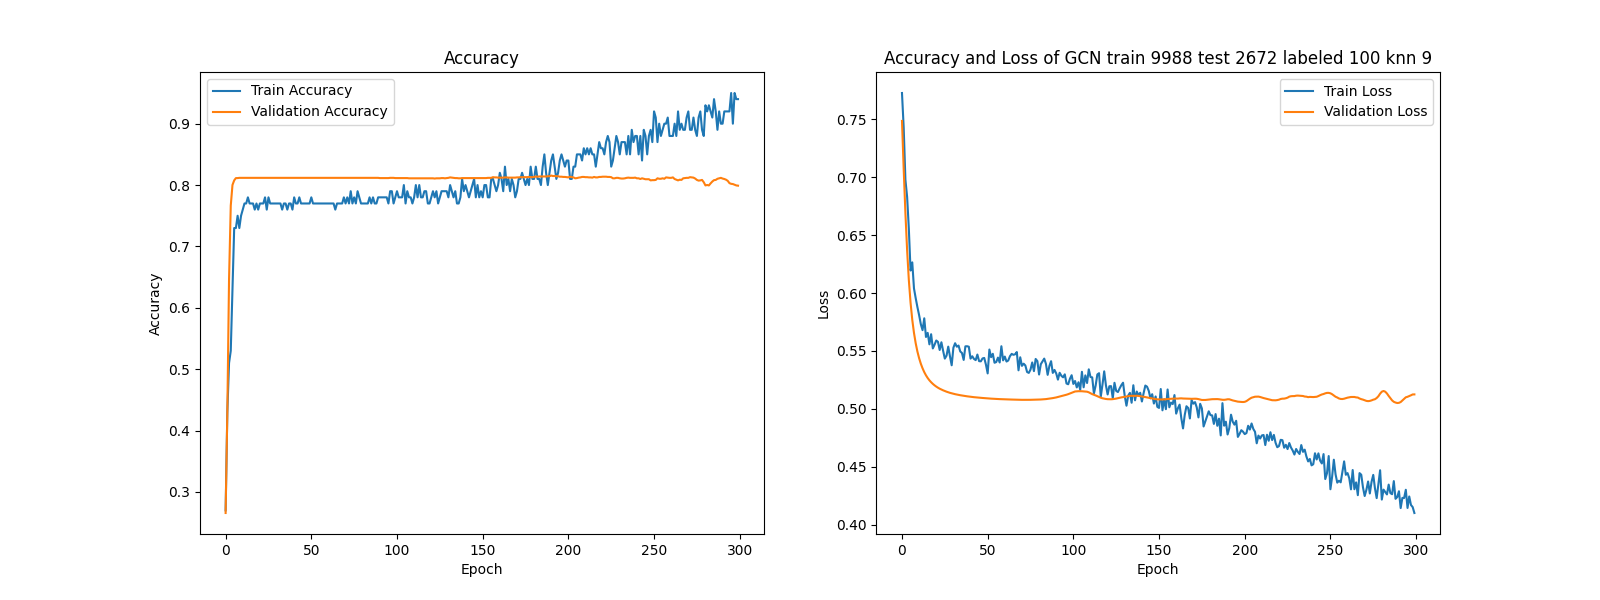 Accuracy
Train Accuracy
Validation Accuracy
Accuracy
0.9
0.8
0.7
0.6
0.5
0.4
0.3
0 50 100 150 200 250 300
Epoch
Accuracy and Loss of GCN train 9988 test 2672 labeled 100 knn 9
Train Loss
Validation Loss
Loss
0.75
0.70
0.65
0.60
0.55
0.50
0.45
0.40
0 50 100 150 200 250 300
Epoch